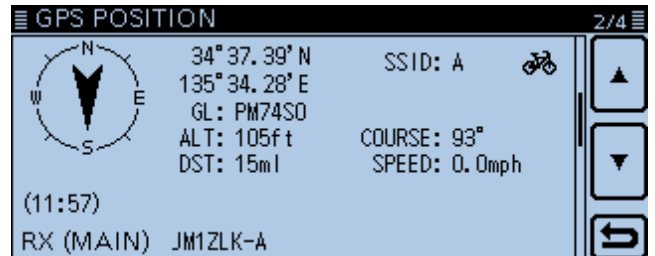 GPS POSITION 2/4
N
W E
S
34°37.39'N SSID: A
135°34.28'E
GL: PM74SO
ALT: 105ft COURSE: 93°
DST: 15ml SPEED: 0.0mph
(11:57)
RX (MAIN) JM1ZLK-A